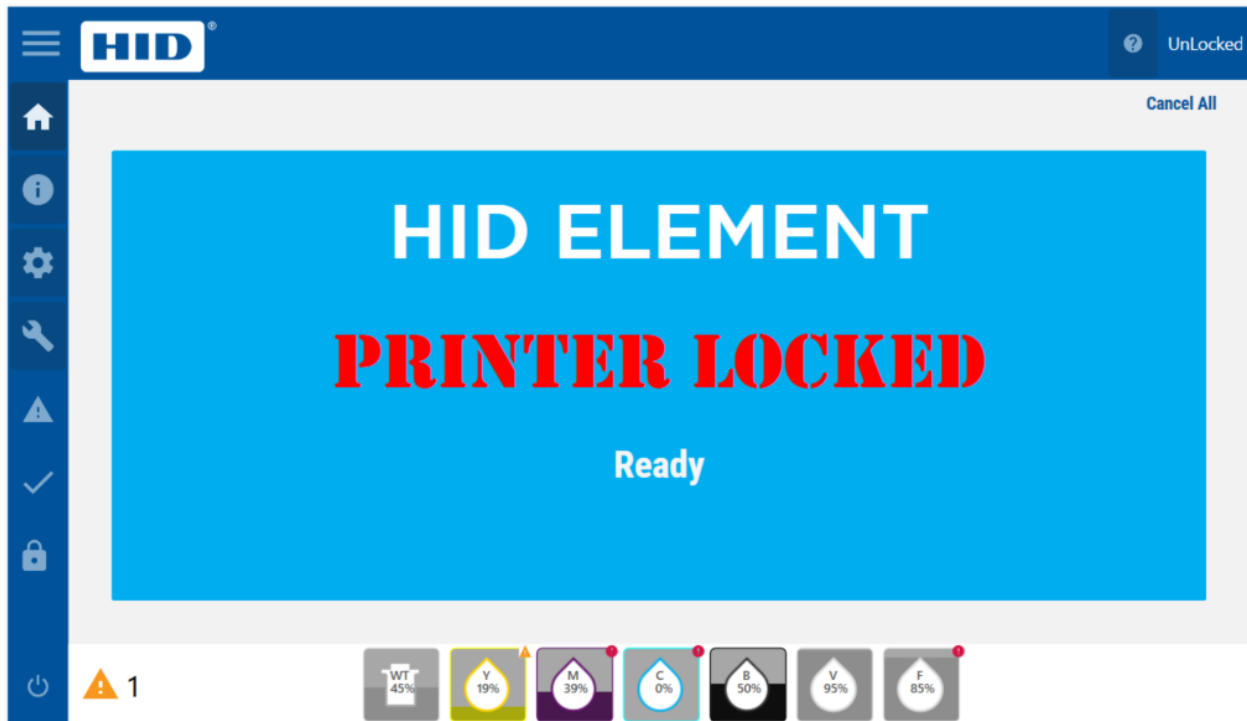 HID®
UnLocked
Cancel All
HID ELEMENT
PRINTER LOCKED
Ready
1
WT
45%
Y
19%
M
39%
C
0%
B
50%
V
95%
F
85%